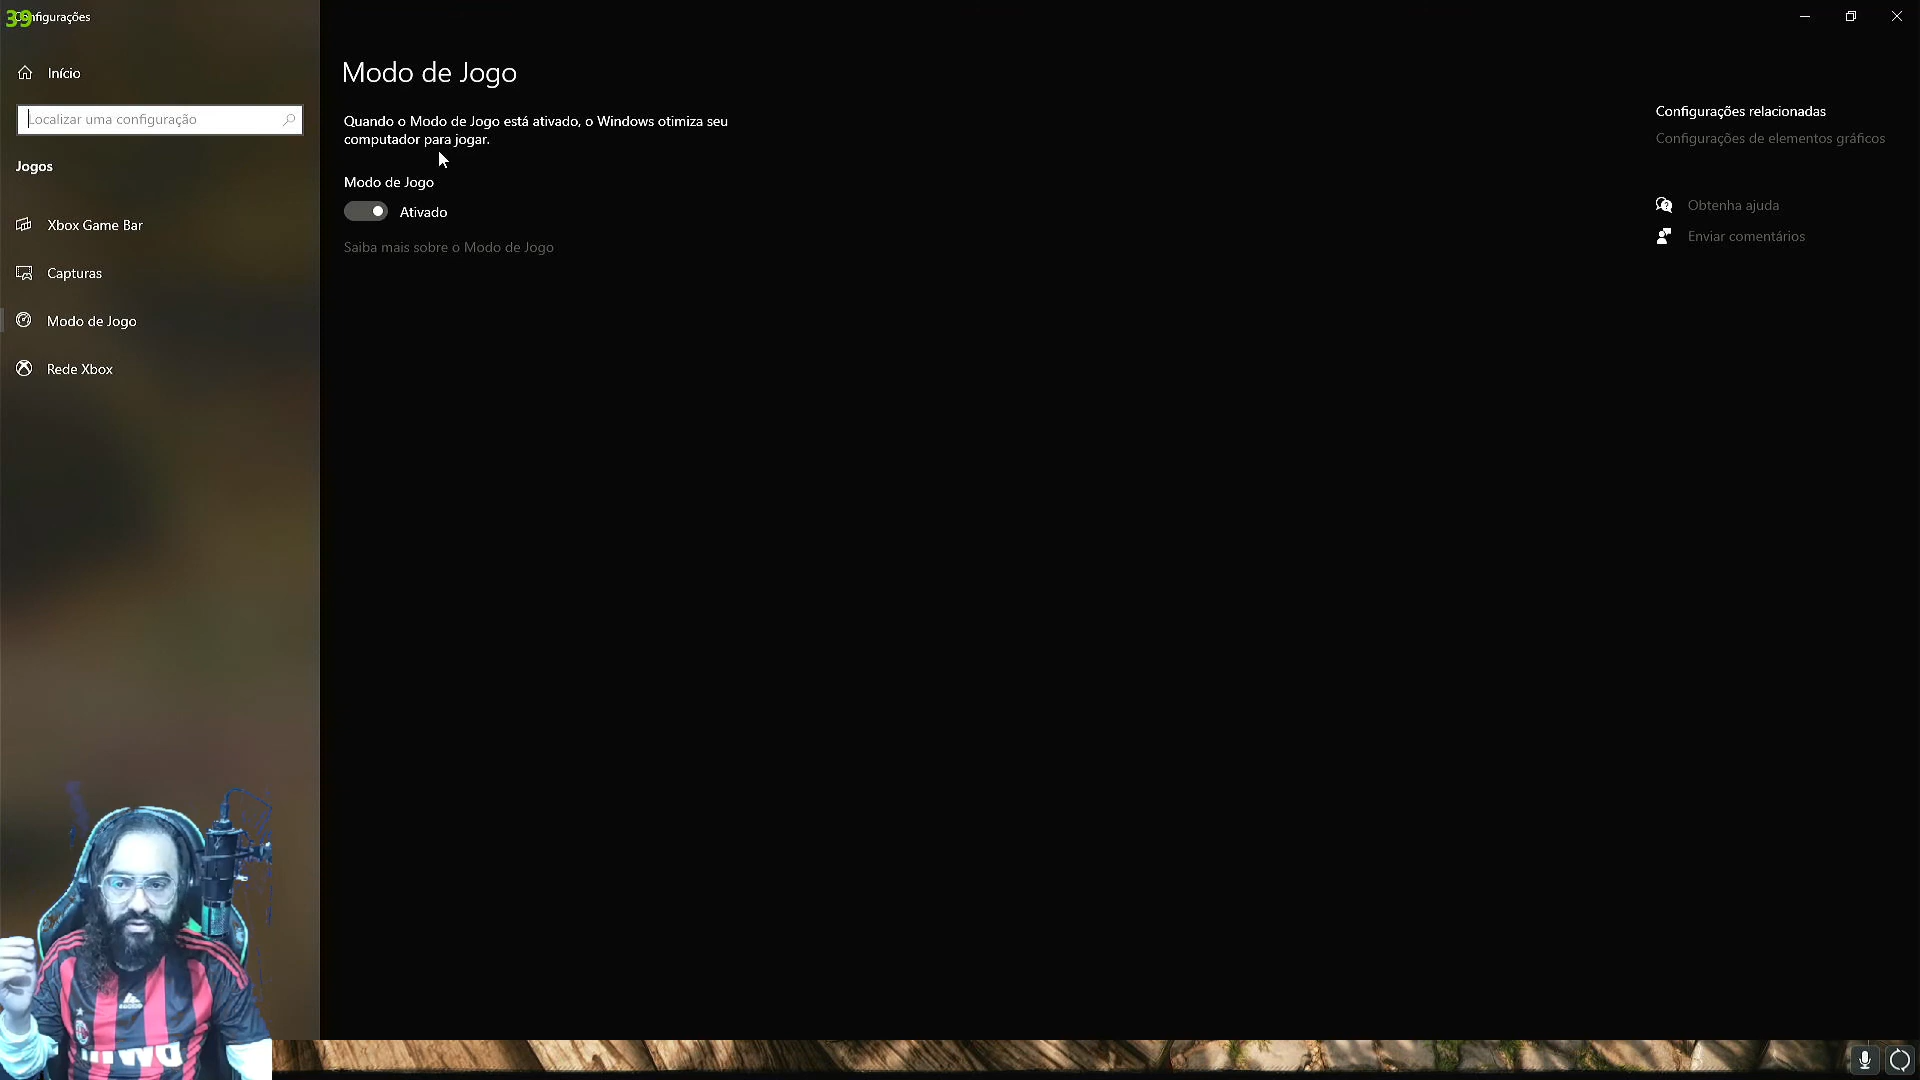 39
Configurações
Início
Localizar uma configuração
Jogos
Xbox Game Bar
Capturas
Modo de Jogo
Rede Xbox
Modo de Jogo
Quando o Modo de Jogo está ativado, o Windows otimiza seu
computador para jogar.
Modo de Jogo
Ativado
Saiba mais sobre o Modo de Jogo
Configurações relacionadas
Configurações de elementos gráficos
Obtenha ajuda
Enviar comentários